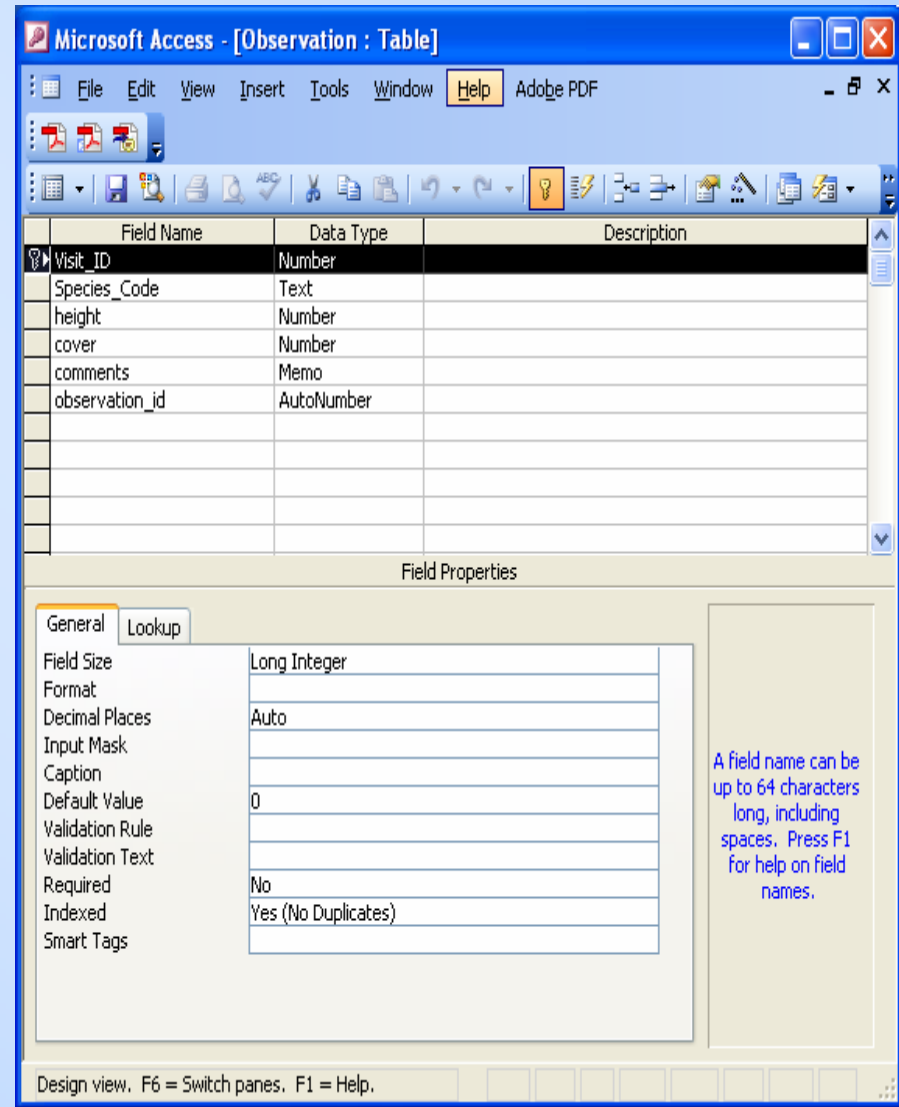 Microsoft Access - [Observation : Table]
File Edit View Insert Tools Window Help Adobe PDF
ABC
Field Name Data Type Description
Visit_ID Number
Species_Code Text
height Number
cover Number
comments Memo
observation_id AutoNumber
Field Properties
General Lookup
Field Size Long Integer
Format
Decimal Places Auto
Input Mask
Caption
Default Value 0
Validation Rule
Validation Text
Required No
Indexed Yes (No Duplicates)
Smart Tags
A field name can be
up to 64 characters
long, including
spaces. Press F1
for help on field
names.
Design view. F6 = Switch panes. F1 = Help.